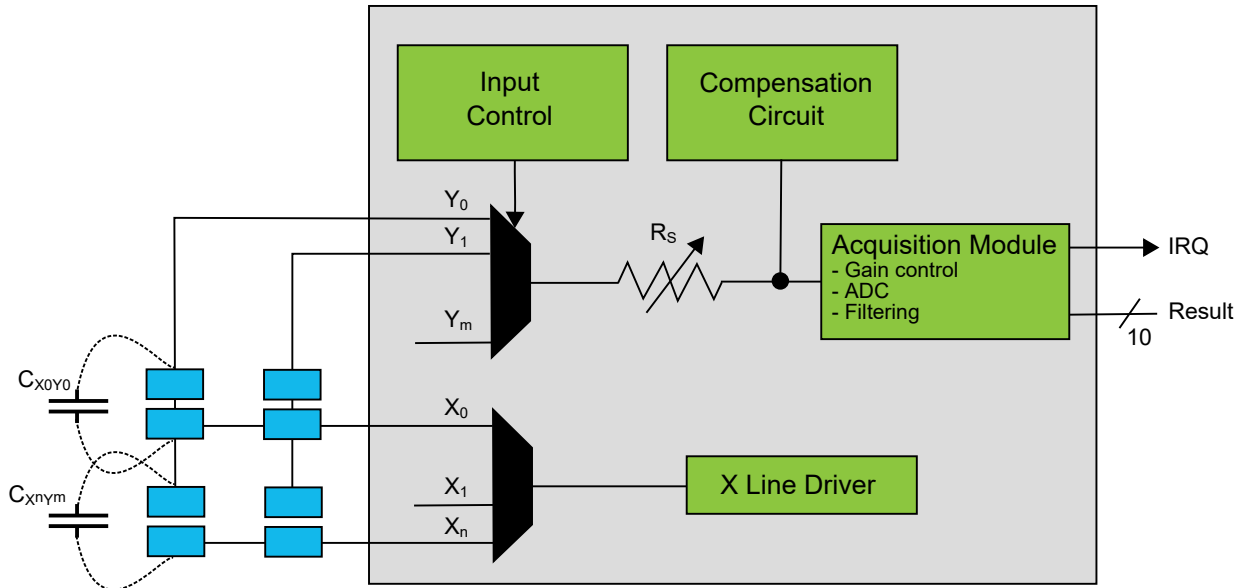 Input
Control
Compensation
Circuit
Y0
Y1
RS
Acquisition Module
- Gain control
- ADC
- Filtering
IRQ
Result
10
Ym
CX0Y0
X0
X Line Driver
CXnYm
X1
Xn